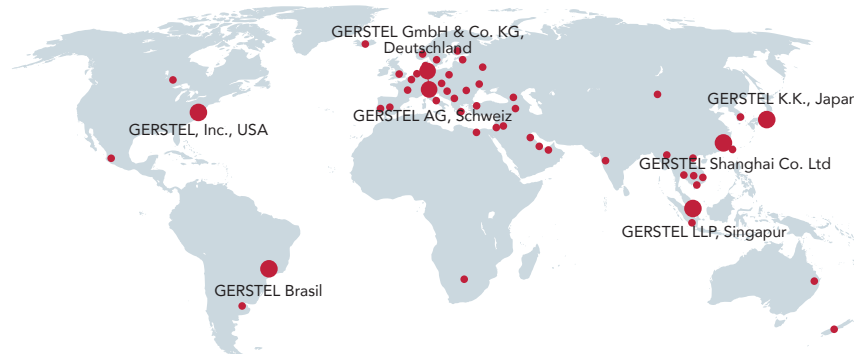 GERSTEL GmbH & Co. KG,
Deutschland
GERSTEL K.K., Japan
GERSTEL AG, Schweiz
GERSTEL, Inc., USA
GERSTEL Shanghai Co. Ltd
GERSTEL LLP, Singapur
GERSTEL Brasil